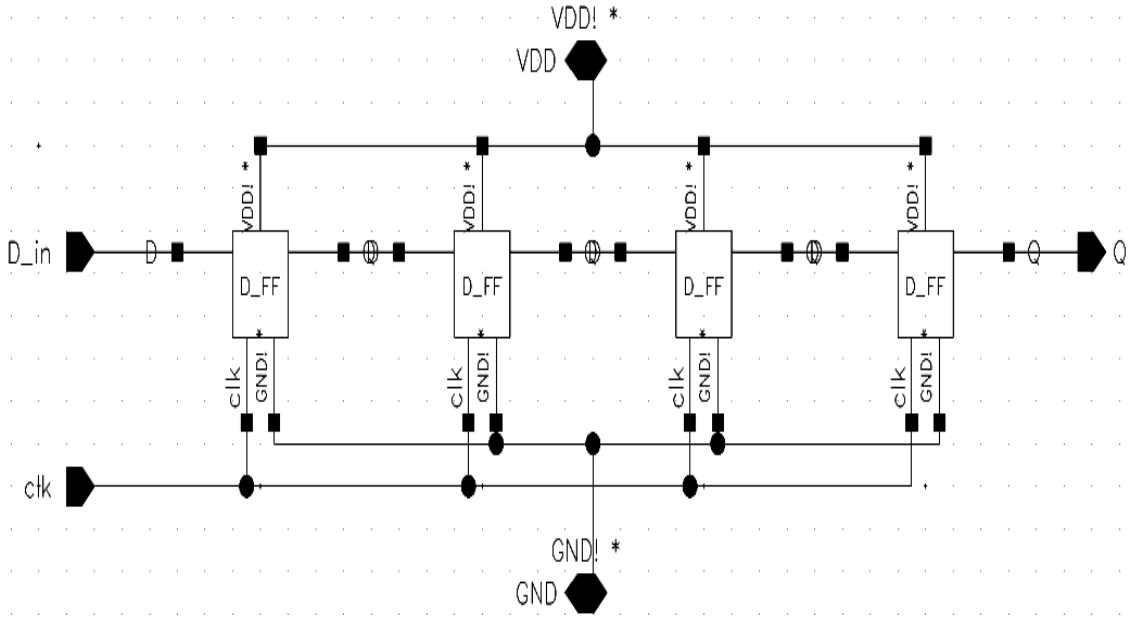 VDD! *
VDD
VDD! *
VDD! *
VDD! *
VDD! *
D_in
D
Q
D
Q
D
Q
D
Q
Q
D_FF
D_FF
D_FF
D_FF
*
*
*
*
clk
GND!
clk
GND!
clk
GND!
clk
GND!
clk
GND! *
GND